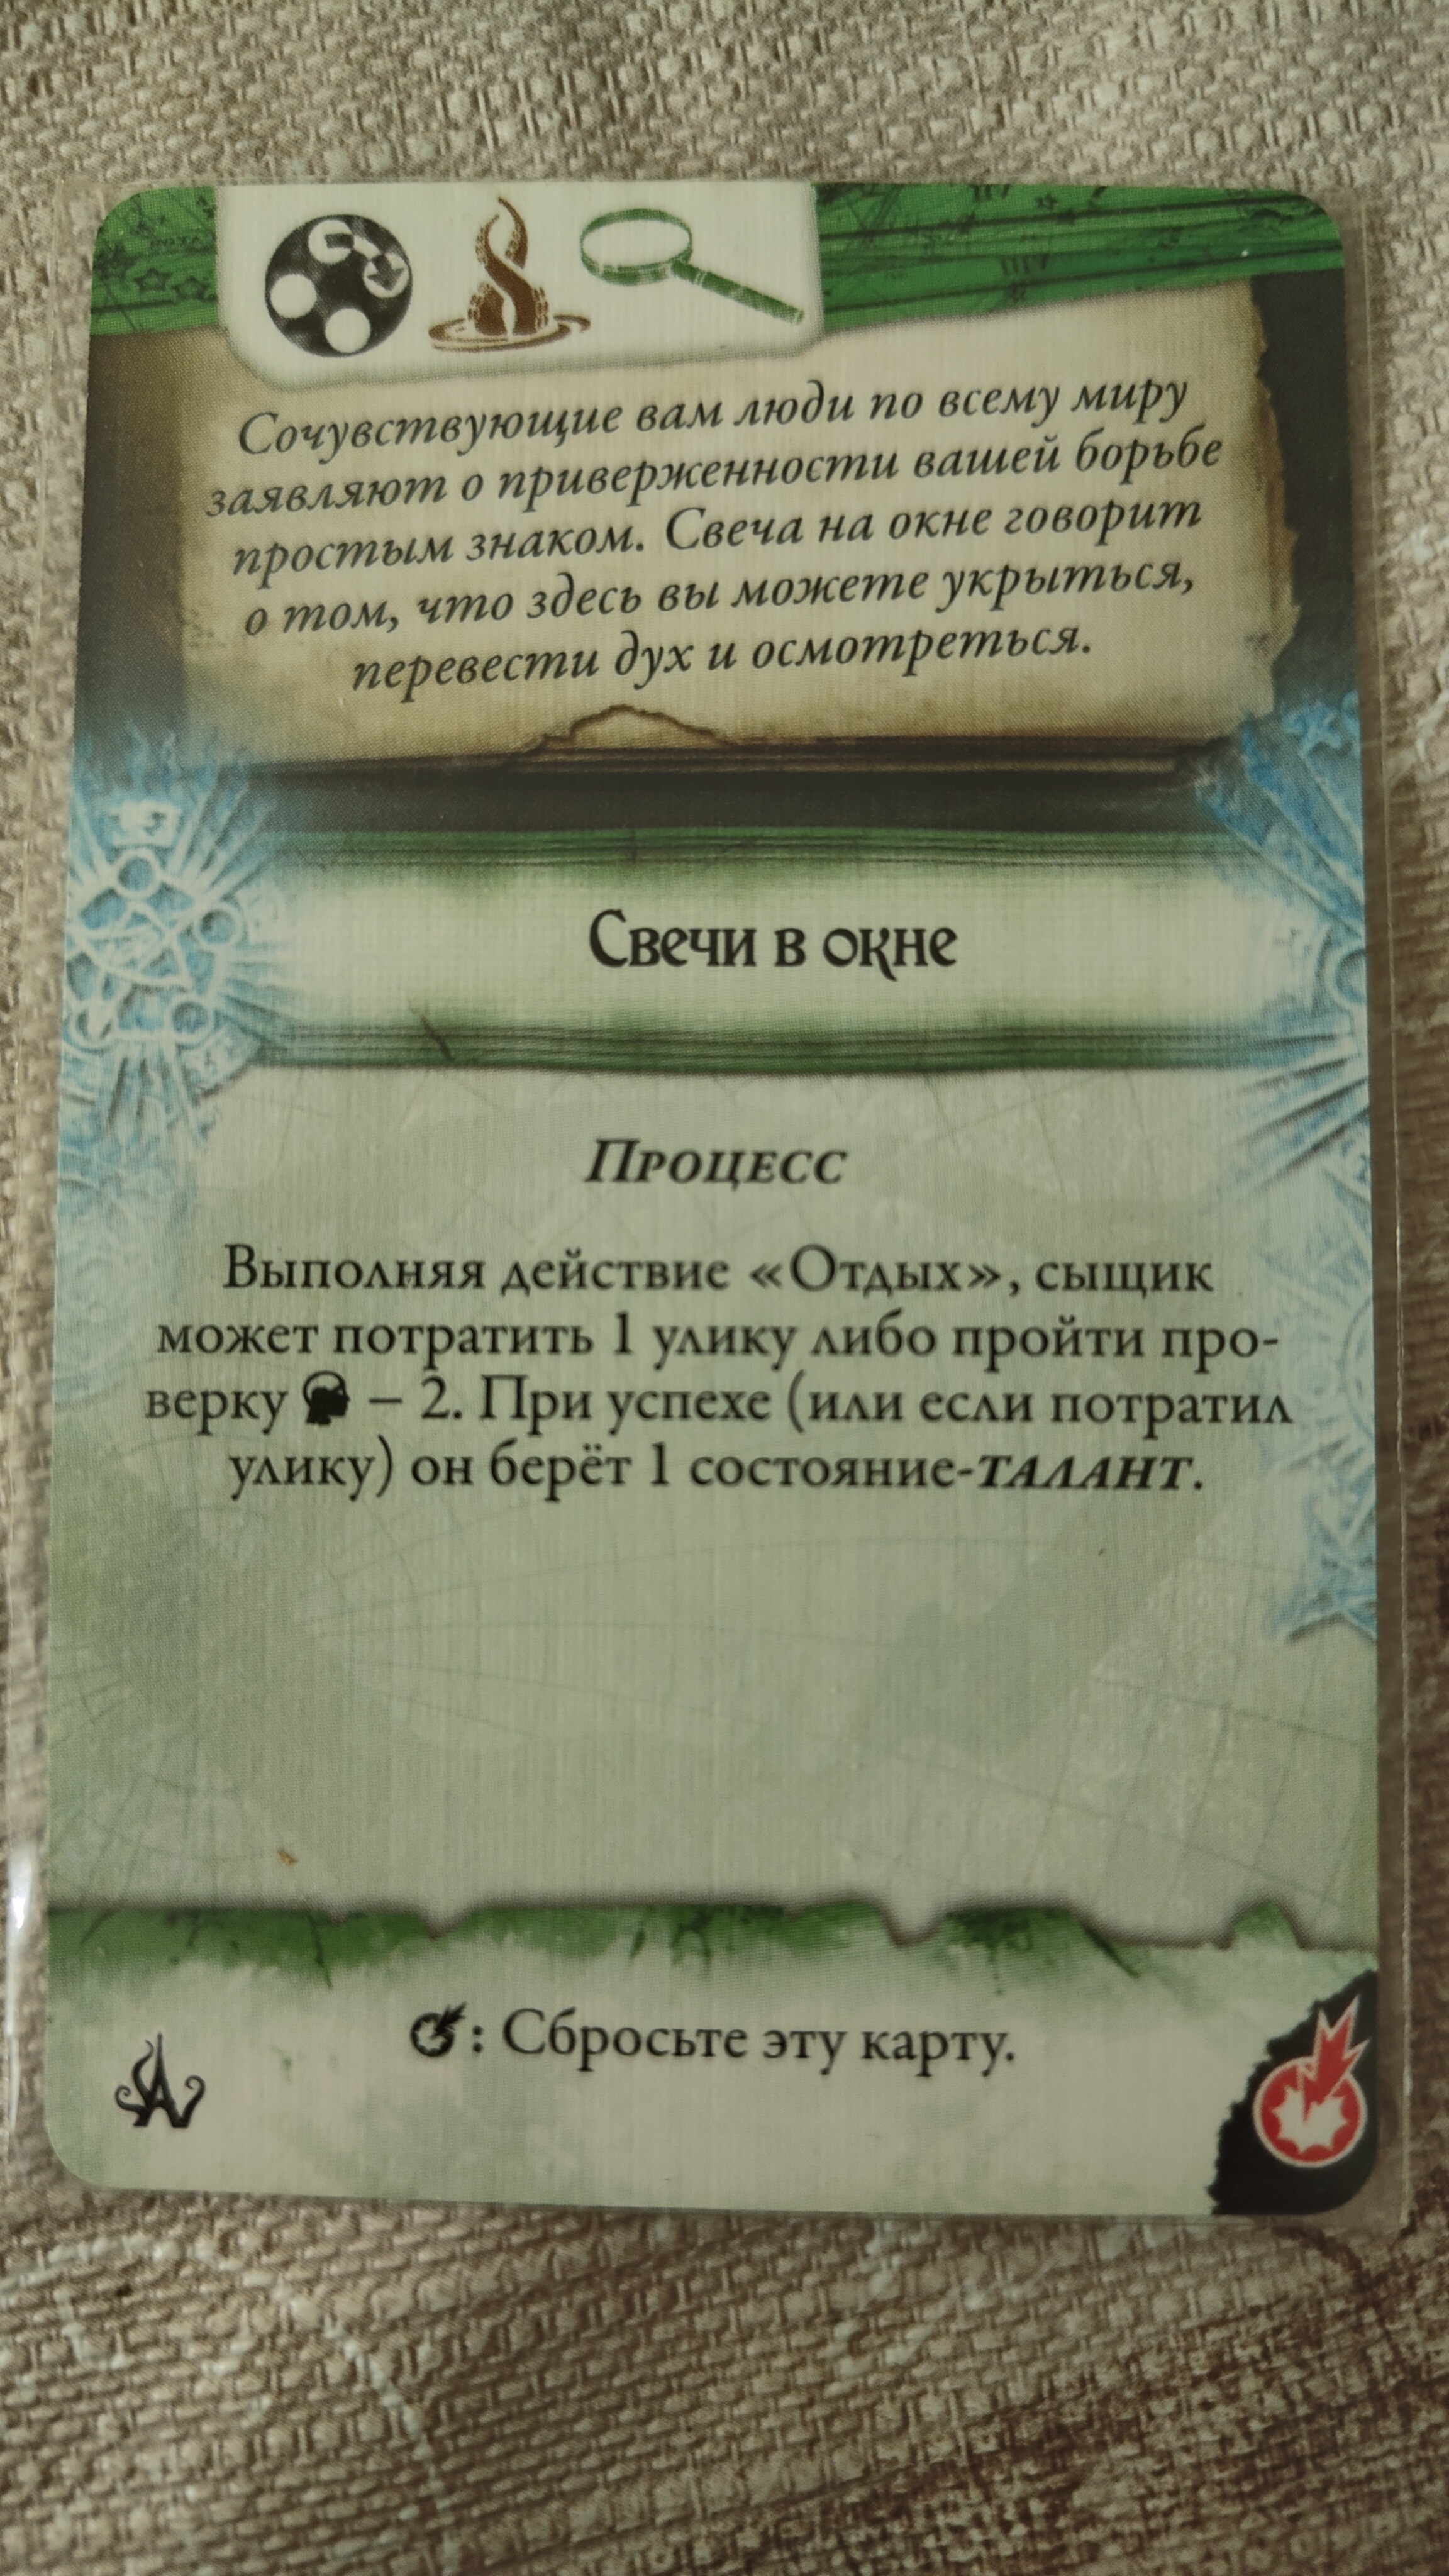 Сочувствующие вам люди по всему миру
заявляют о приверженности вашей борьбе
простым знаком. Свеча на окне говорит
о том, что здесь вы можете укрыться,
перевести дух и осмотреться.
Свечи в окне
Процесс
Выполняя действие «Отдых», сыщик
может потратить 1 улику либо пройти про-
верку – 2. При успехе (или если потратил
улику) он берёт 1 состояние-ТАЛАНТ.
: Сбросьте эту карту.